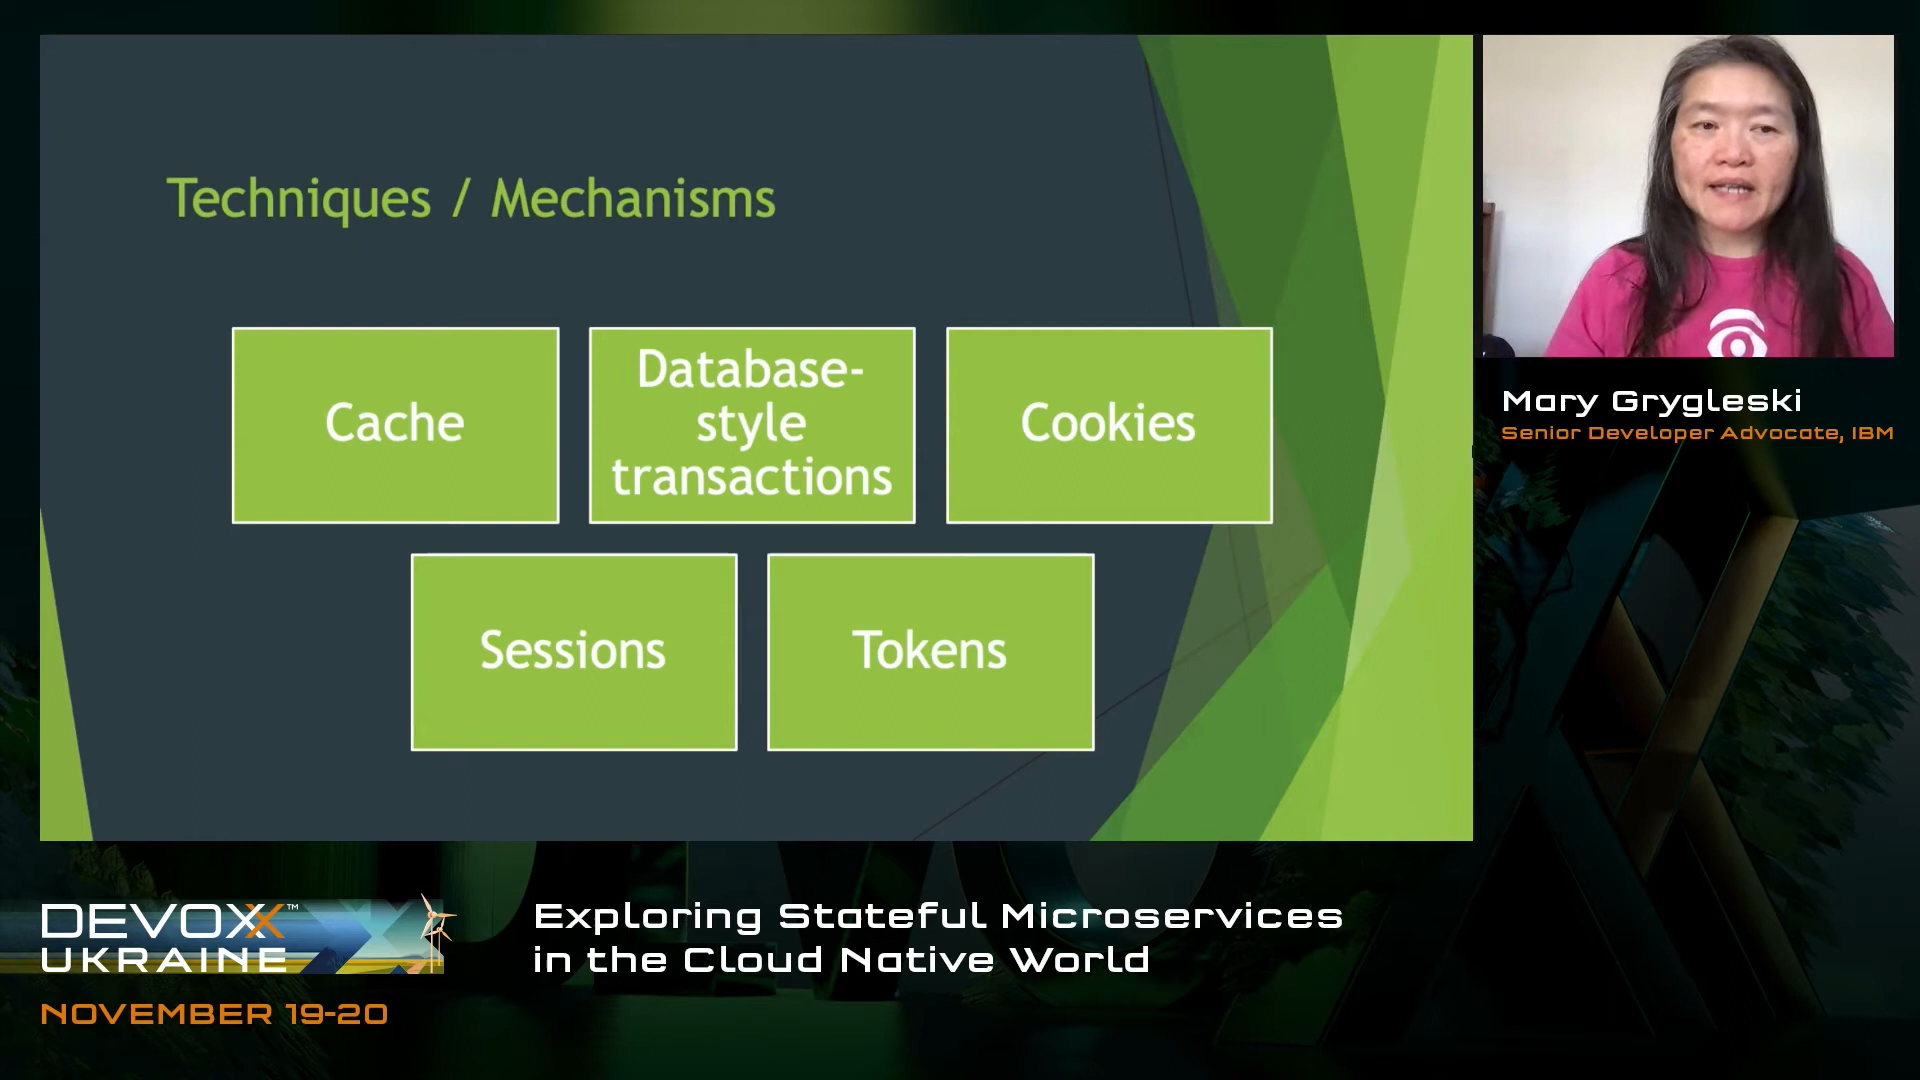 Techniques / Mechanisms
Cache
Database-
style
transactions
Cookies
Sessions
Tokens
Mary Grygleski
Senior Developer Advocate, IBM
DEVOXX™
UKRAINE
NOVEMBER 19-20
Exploring Stateful Microservices
in the Cloud Native World